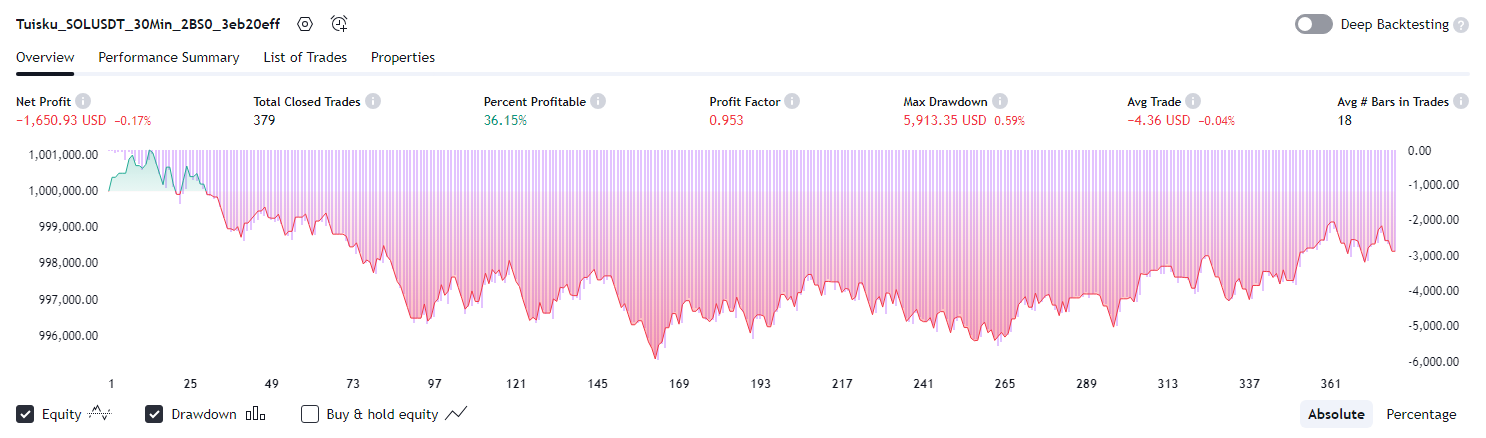 Tuisku_SOLUSDT_30Min_2BS0_3eb20eff Deep Backtesting ?
Overview Performance Summary List of Trades Properties
Net Profit Total Closed Trades Percent Profitable Profit Factor Max Drawdown Avg Trade Avg # Bars in Trades
−1,650.93 USD −0.17% 379 36.15% 0.953 5,913.35 USD 0.59% −4.36 USD −0.04% 18
1,001,000.00 0.00
1,000,000.00 -1,000.00
999,000.00 -2,000.00
998,000.00 -3,000.00
997,000.00 -4,000.00
996,000.00 -5,000.00
-6,000.00
1 25 49 73 97 121 145 169 193 217 241 265 289 313 337 361
Equity Drawdown Buy & hold equity Absolute Percentage